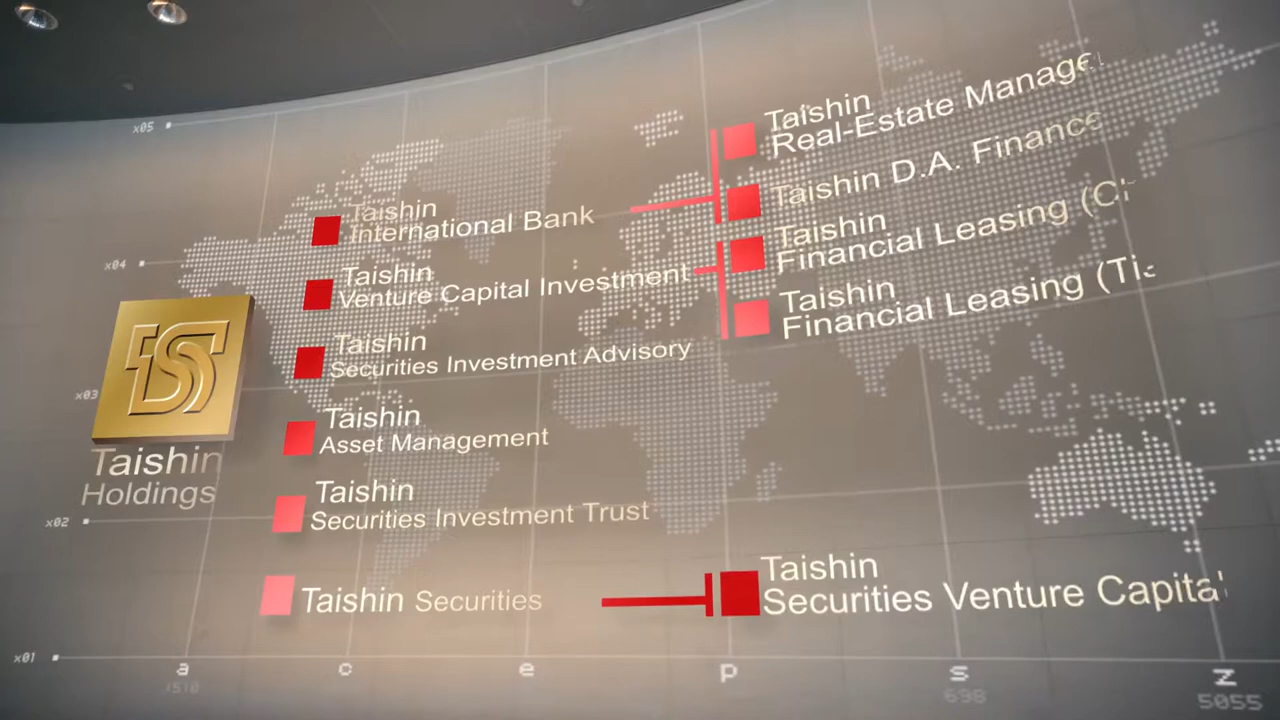 x05
x04
x03
x02
x01
Taishin
Holdings
Taishin
International Bank
Taishin
Venture Capital Investment
Taishin
Securities Investment Advisory
Taishin
Asset Management
Taishin
Securities Investment Trust
Taishin Securities
Taishin
Real-Estate
Taishin D.A. Finance
Taishin
Financial Leasing
Taishin
Financial Leasing
Taishin
Securities Venture Capital
a c e p s z
1510 698 5055